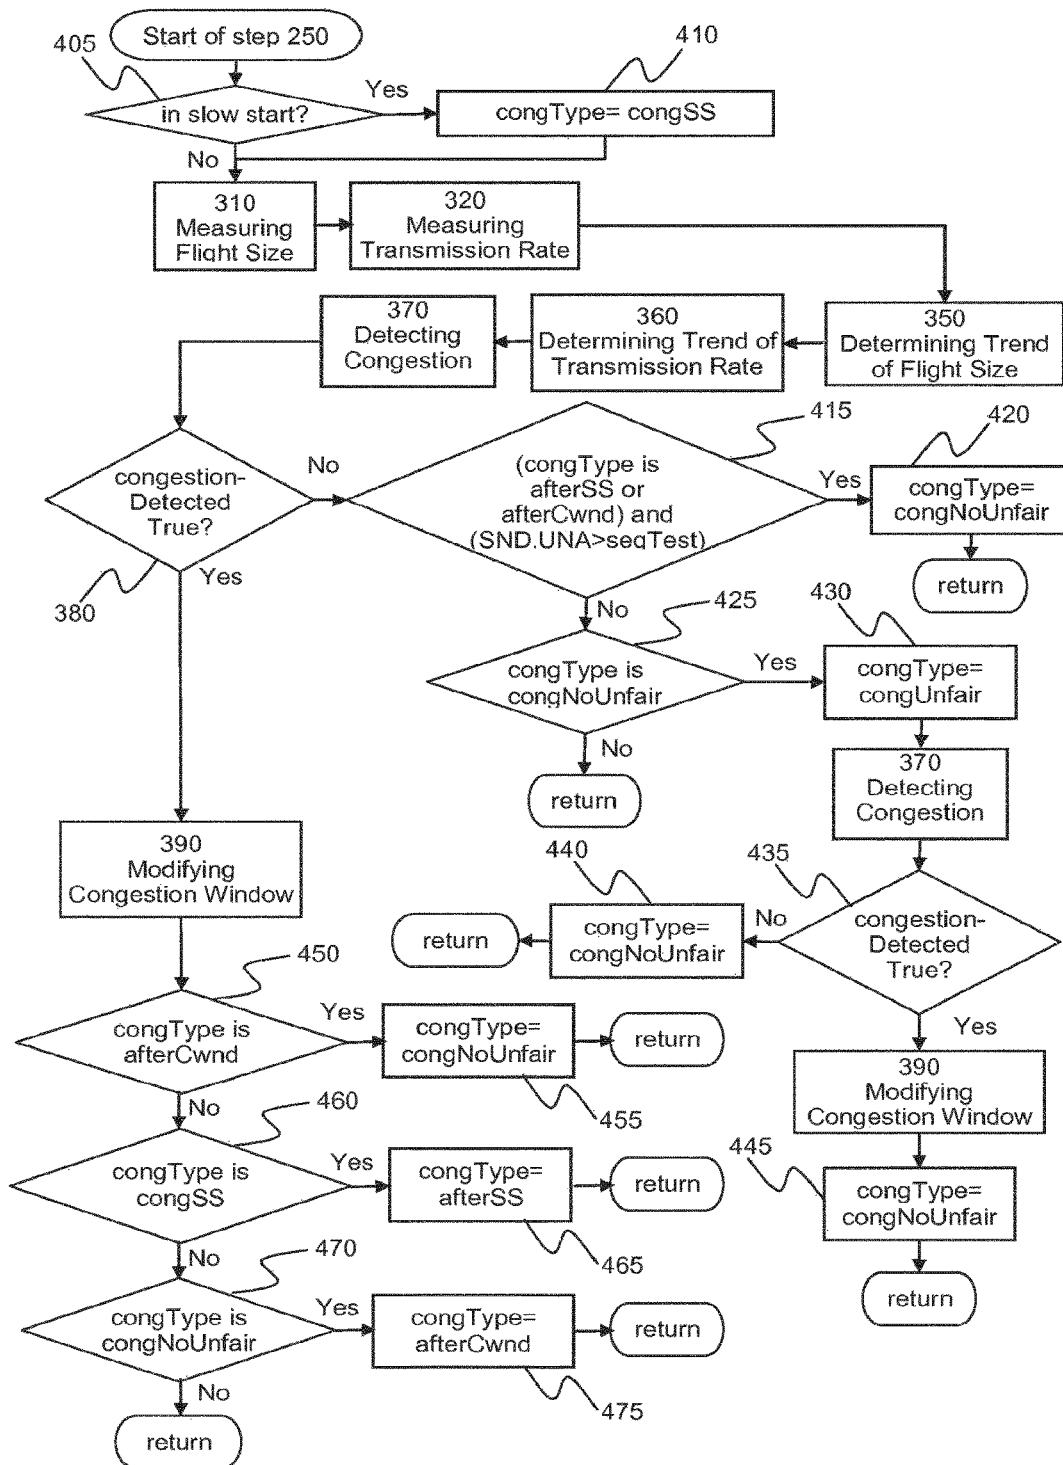 Start of step 250
405
410
in slow start?
Yes
congType= congSS
No
310
Measuring
Flight Size
320
Measuring
Transmission Rate
370
Detecting
Congestion
360
Determining Trend of
Transmission Rate
350
Determining Trend
of Flight Size
415
420
congestion-
Detected
True?
No
(congType is
afterSS or
afterCwnd) and
(SND.UNA>seqTest)
Yes
congType=
congNoUnfair
return
380
Yes
No
425
430
congType is
congNoUnfair
Yes
congType=
congUnfair
No
return
370
Detecting
Congestion
390
Modifying
Congestion Window
440
435
return
congType=
congNoUnfair
No
congestion-
Detected
True?
450
Yes
congType is
afterCwnd
Yes
congType=
congNoUnfair
return
390
Modifying
Congestion Window
No
460
455
445
congType is
congSS
Yes
congType=
afterSS
return
congType=
congNoUnfair
No
470
465
return
congType is
congNoUnfair
Yes
congType=
afterCwnd
return
No
475
return